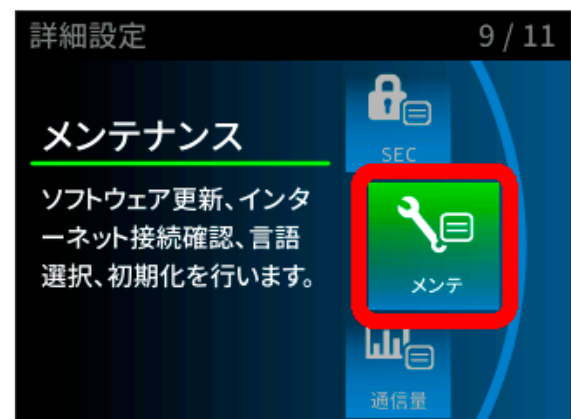 詳細設定 9 / 11
メンテナンス
ソフトウェア更新、インタ
ーネット接続確認、言語
選択、初期化を行います。
SEC
メンテ
通信量